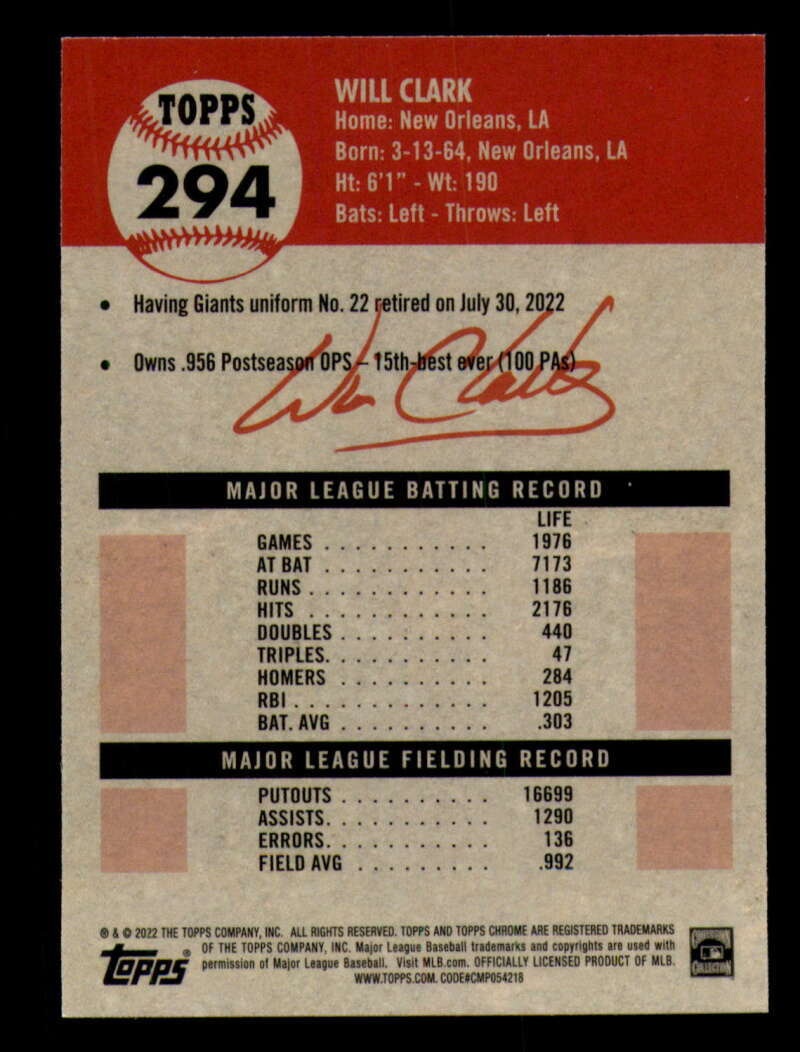 TOPPS
294
WILL CLARK
Home: New Orleans, LA
Born: 3-13-64, New Orleans, LA
Ht: 6'1" - Wt: 190
Bats: Left - Throws: Left
• Having Giants uniform No. 22 retired on July 30, 2022
• Owns .956 Postseason OPS – 15th-best ever (100 PAs)
Will Clark
MAJOR LEAGUE BATTING RECORD
LIFE
GAMES . . . . . . . . . . . 1976
AT BAT . . . . . . . . . . . 7173
RUNS . . . . . . . . . . . . 1186
HITS . . . . . . . . . . . . 2176
DOUBLES . . . . . . . . . . 440
TRIPLES. . . . . . . . . . . 47
HOMERS . . . . . . . . . . 284
RBI . . . . . . . . . . . . . 1205
BAT. AVG . . . . . . . . . . .303
MAJOR LEAGUE FIELDING RECORD
PUTOUTS . . . . . . . . . . 16699
ASSISTS. . . . . . . . . . . 1290
ERRORS. . . . . . . . . . . 136
FIELD AVG . . . . . . . . . .992
® & © 2022 THE TOPPS COMPANY, INC. ALL RIGHTS RESERVED. TOPPS AND TOPPS CHROME ARE REGISTERED TRADEMARKS
OF THE TOPPS COMPANY, INC. Major League Baseball trademarks and copyrights are used with
permission of Major League Baseball. Visit MLB.com. OFFICIALLY LICENSED PRODUCT OF MLB.
WWW.TOPPS.COM. CODE#CMP054218
Topps®
COOPERSTOWN
COLLECTION